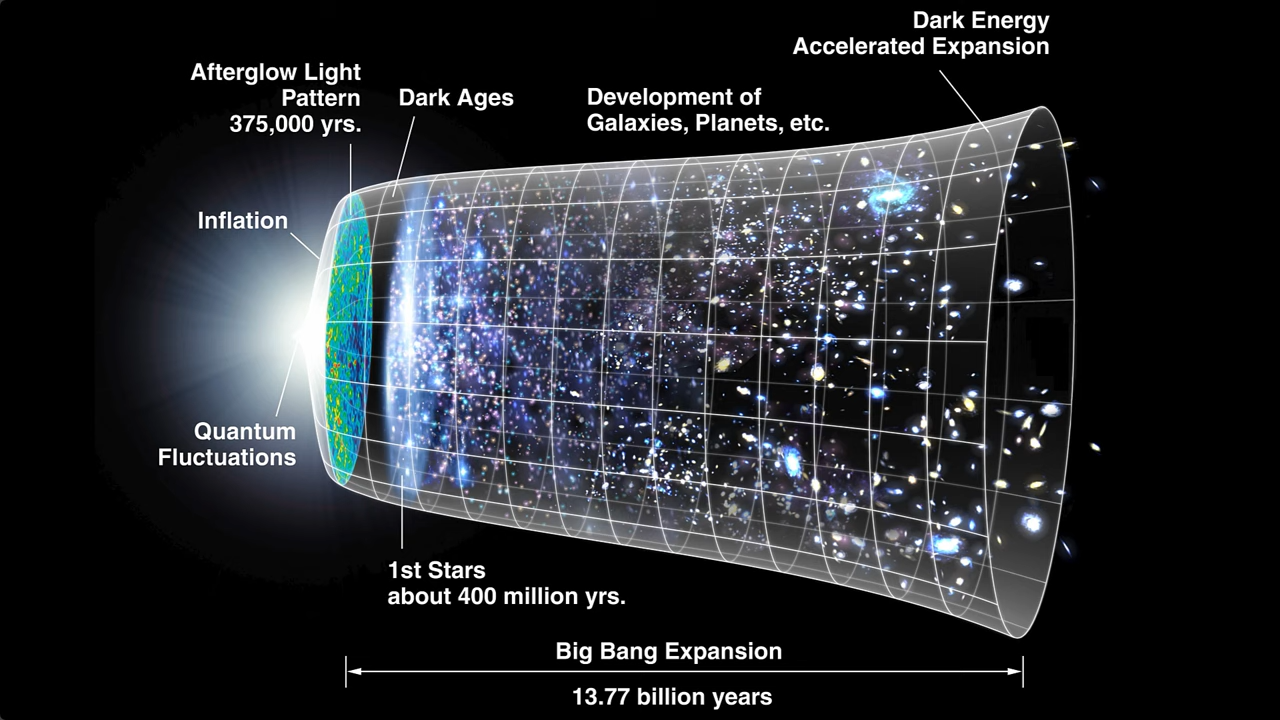 Dark Energy
Accelerated Expansion
Afterglow Light
Pattern
375,000 yrs.
Dark Ages
Development of
Galaxies, Planets, etc.
Inflation
Quantum
Fluctuations
1st Stars
about 400 million yrs.
Big Bang Expansion
13.77 billion years